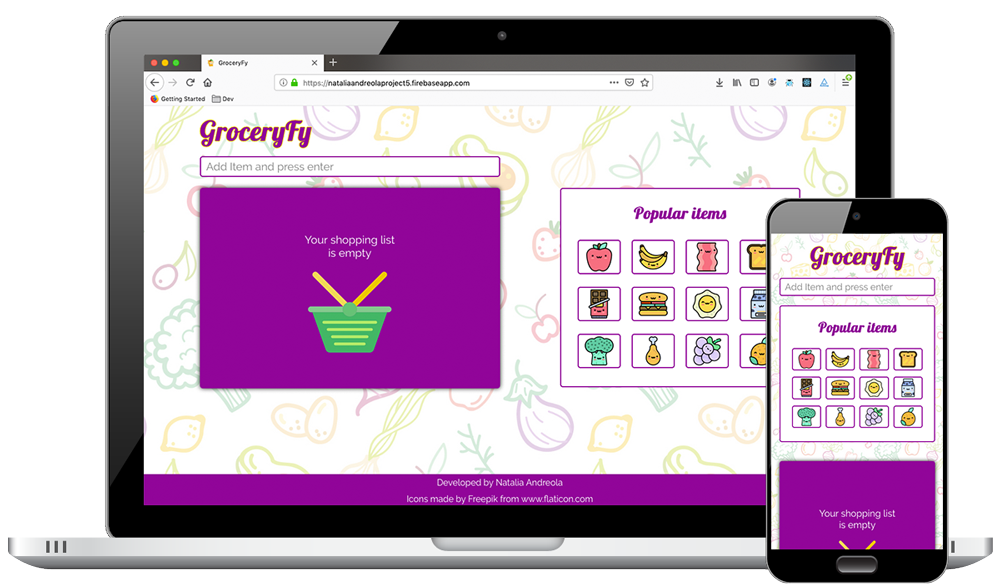 GroceryFy
https://nataliaandreolaproject5.firebaseapp.com
Getting Started
Dev
GroceryFy
Add Item and press enter
Your shopping list
is empty
Popular items
Developed by Natalia Andreola
Icons made by Freepik from www.flaticon.com
GroceryFy
Add Item and press enter
Popular items
Your shopping list
is empty